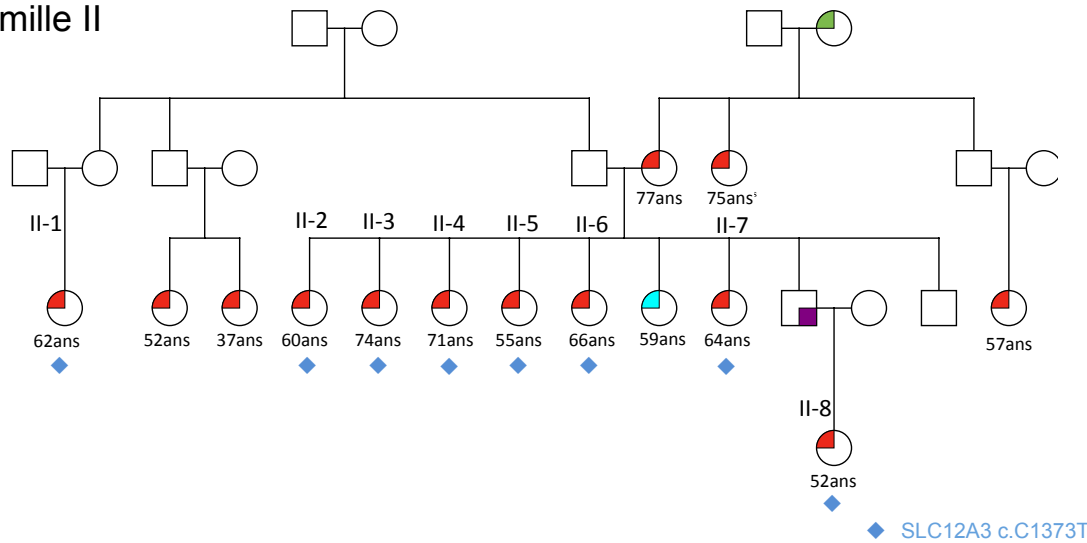 mille II
77ans 75ans
II-1 II-2 II-3 II-4 II-5 II-6 II-7
62ans 52ans 37ans 60ans 74ans 71ans 55ans 66ans 59ans 64ans 57ans
II-8
52ans
SLC12A3 c.C1373T